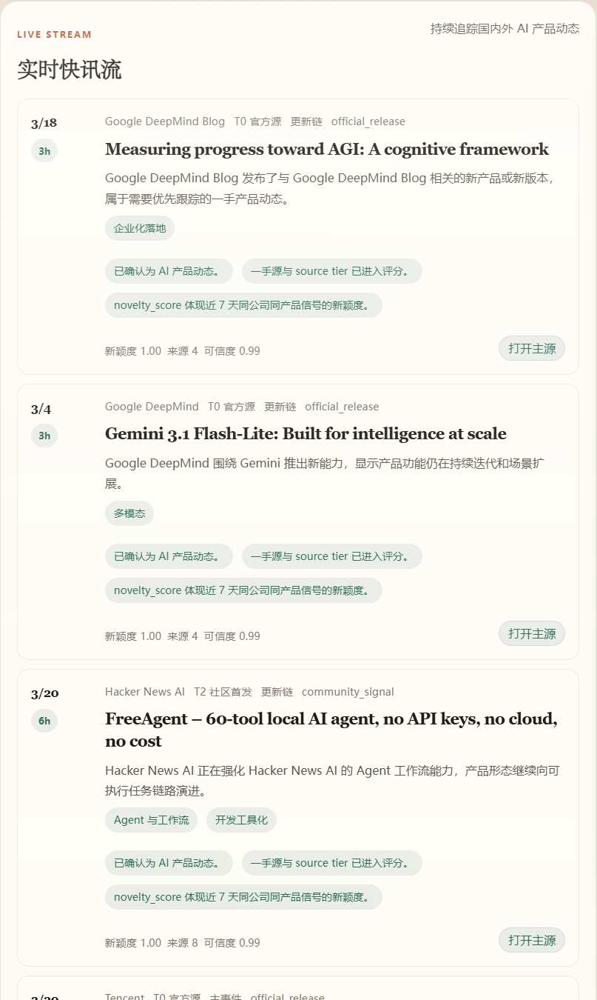 LIVE STREAM
持续追踪国内外 AI 产品动态
实时快讯流
3/18
3h
Google DeepMind Blog T0 官方源 更新链 official_release
Measuring progress toward AGI: A cognitive framework
Google DeepMind Blog 发布了与 Google DeepMind Blog 相关的新产品或新版本，
属于需要优先跟踪的一手产品动态。
企业化落地
已确认为 AI 产品动态。 一手源与 source tier 已进入评分。
novelty_score 体现近 7 天同公司同产品信号的新颖度。
新颖度 1.00 来源 4 可信度 0.99
打开主源
3/4
3h
Google DeepMind T0 官方源 更新链 official_release
Gemini 3.1 Flash-Lite: Built for intelligence at scale
Google DeepMind 围绕 Gemini 推出新能力，显示产品功能仍在持续迭代和场景扩
展。
多模态
已确认为 AI 产品动态。 一手源与 source tier 已进入评分。
novelty_score 体现近 7 天同公司同产品信号的新颖度。
新颖度 1.00 来源 4 可信度 0.99
打开主源
3/20
6h
Hacker News AI T2 社区首发 更新链 community_signal
FreeAgent – 60-tool local AI agent, no API keys, no cloud,
no cost
Hacker News AI 正在强化 Hacker News AI 的 Agent 工作流能力，产品形态继续向可
执行任务链路演进。
Agent 与工作流 开发工具化
已确认为 AI 产品动态。 一手源与 source tier 已进入评分。
novelty_score 体现近 7 天同公司同产品信号的新颖度。
新颖度 1.00 来源 8 可信度 0.99
打开主源
3/20
Tencent T0 官方源 主事件 official_release